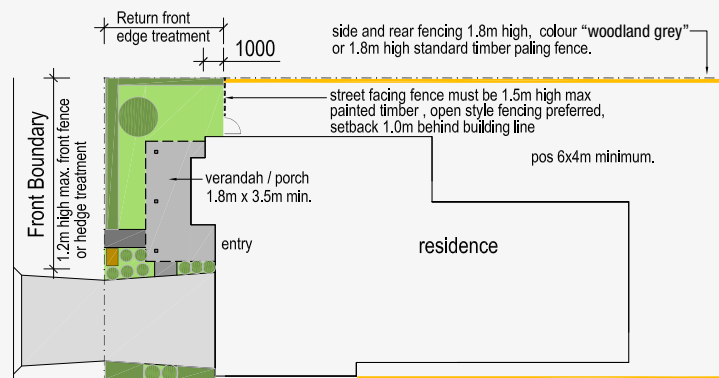 Return front
edge treatment
1000
side and rear fencing 1.8m high, colour “woodland grey”
or 1.8m high standard timber paling fence.
street facing fence must be 1.5m high max
painted timber , open style fencing preferred,
setback 1.0m behind building line
pos 6x4m minimum.
Front Boundary
1.2m high max. front fence
or hedge treatment
verandah / porch
1.8m x 3.5m min.
entry
residence